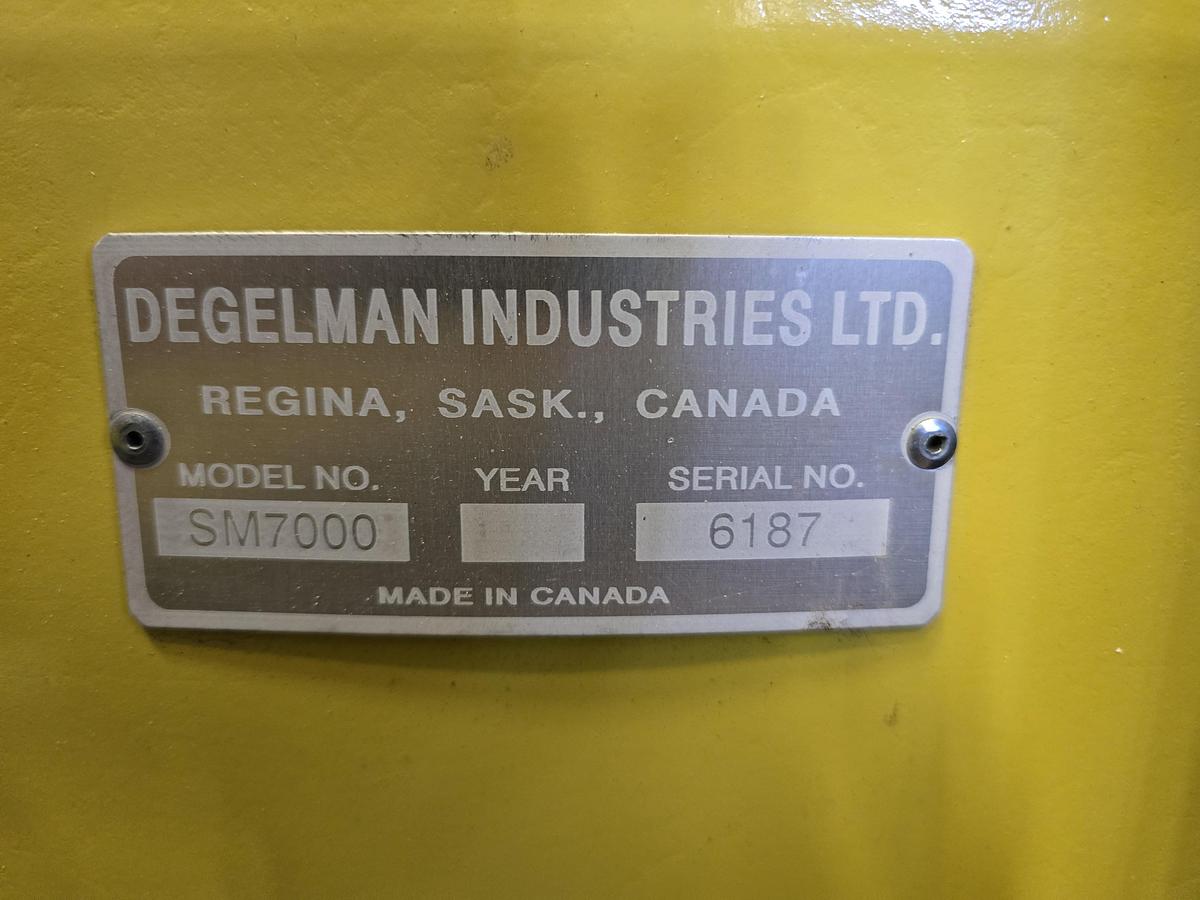 DEGELMAN INDUSTRIES LTD.
REGINA, SASK., CANADA
MODEL NO. YEAR SERIAL NO.
SM7000 6187
MADE IN CANADA